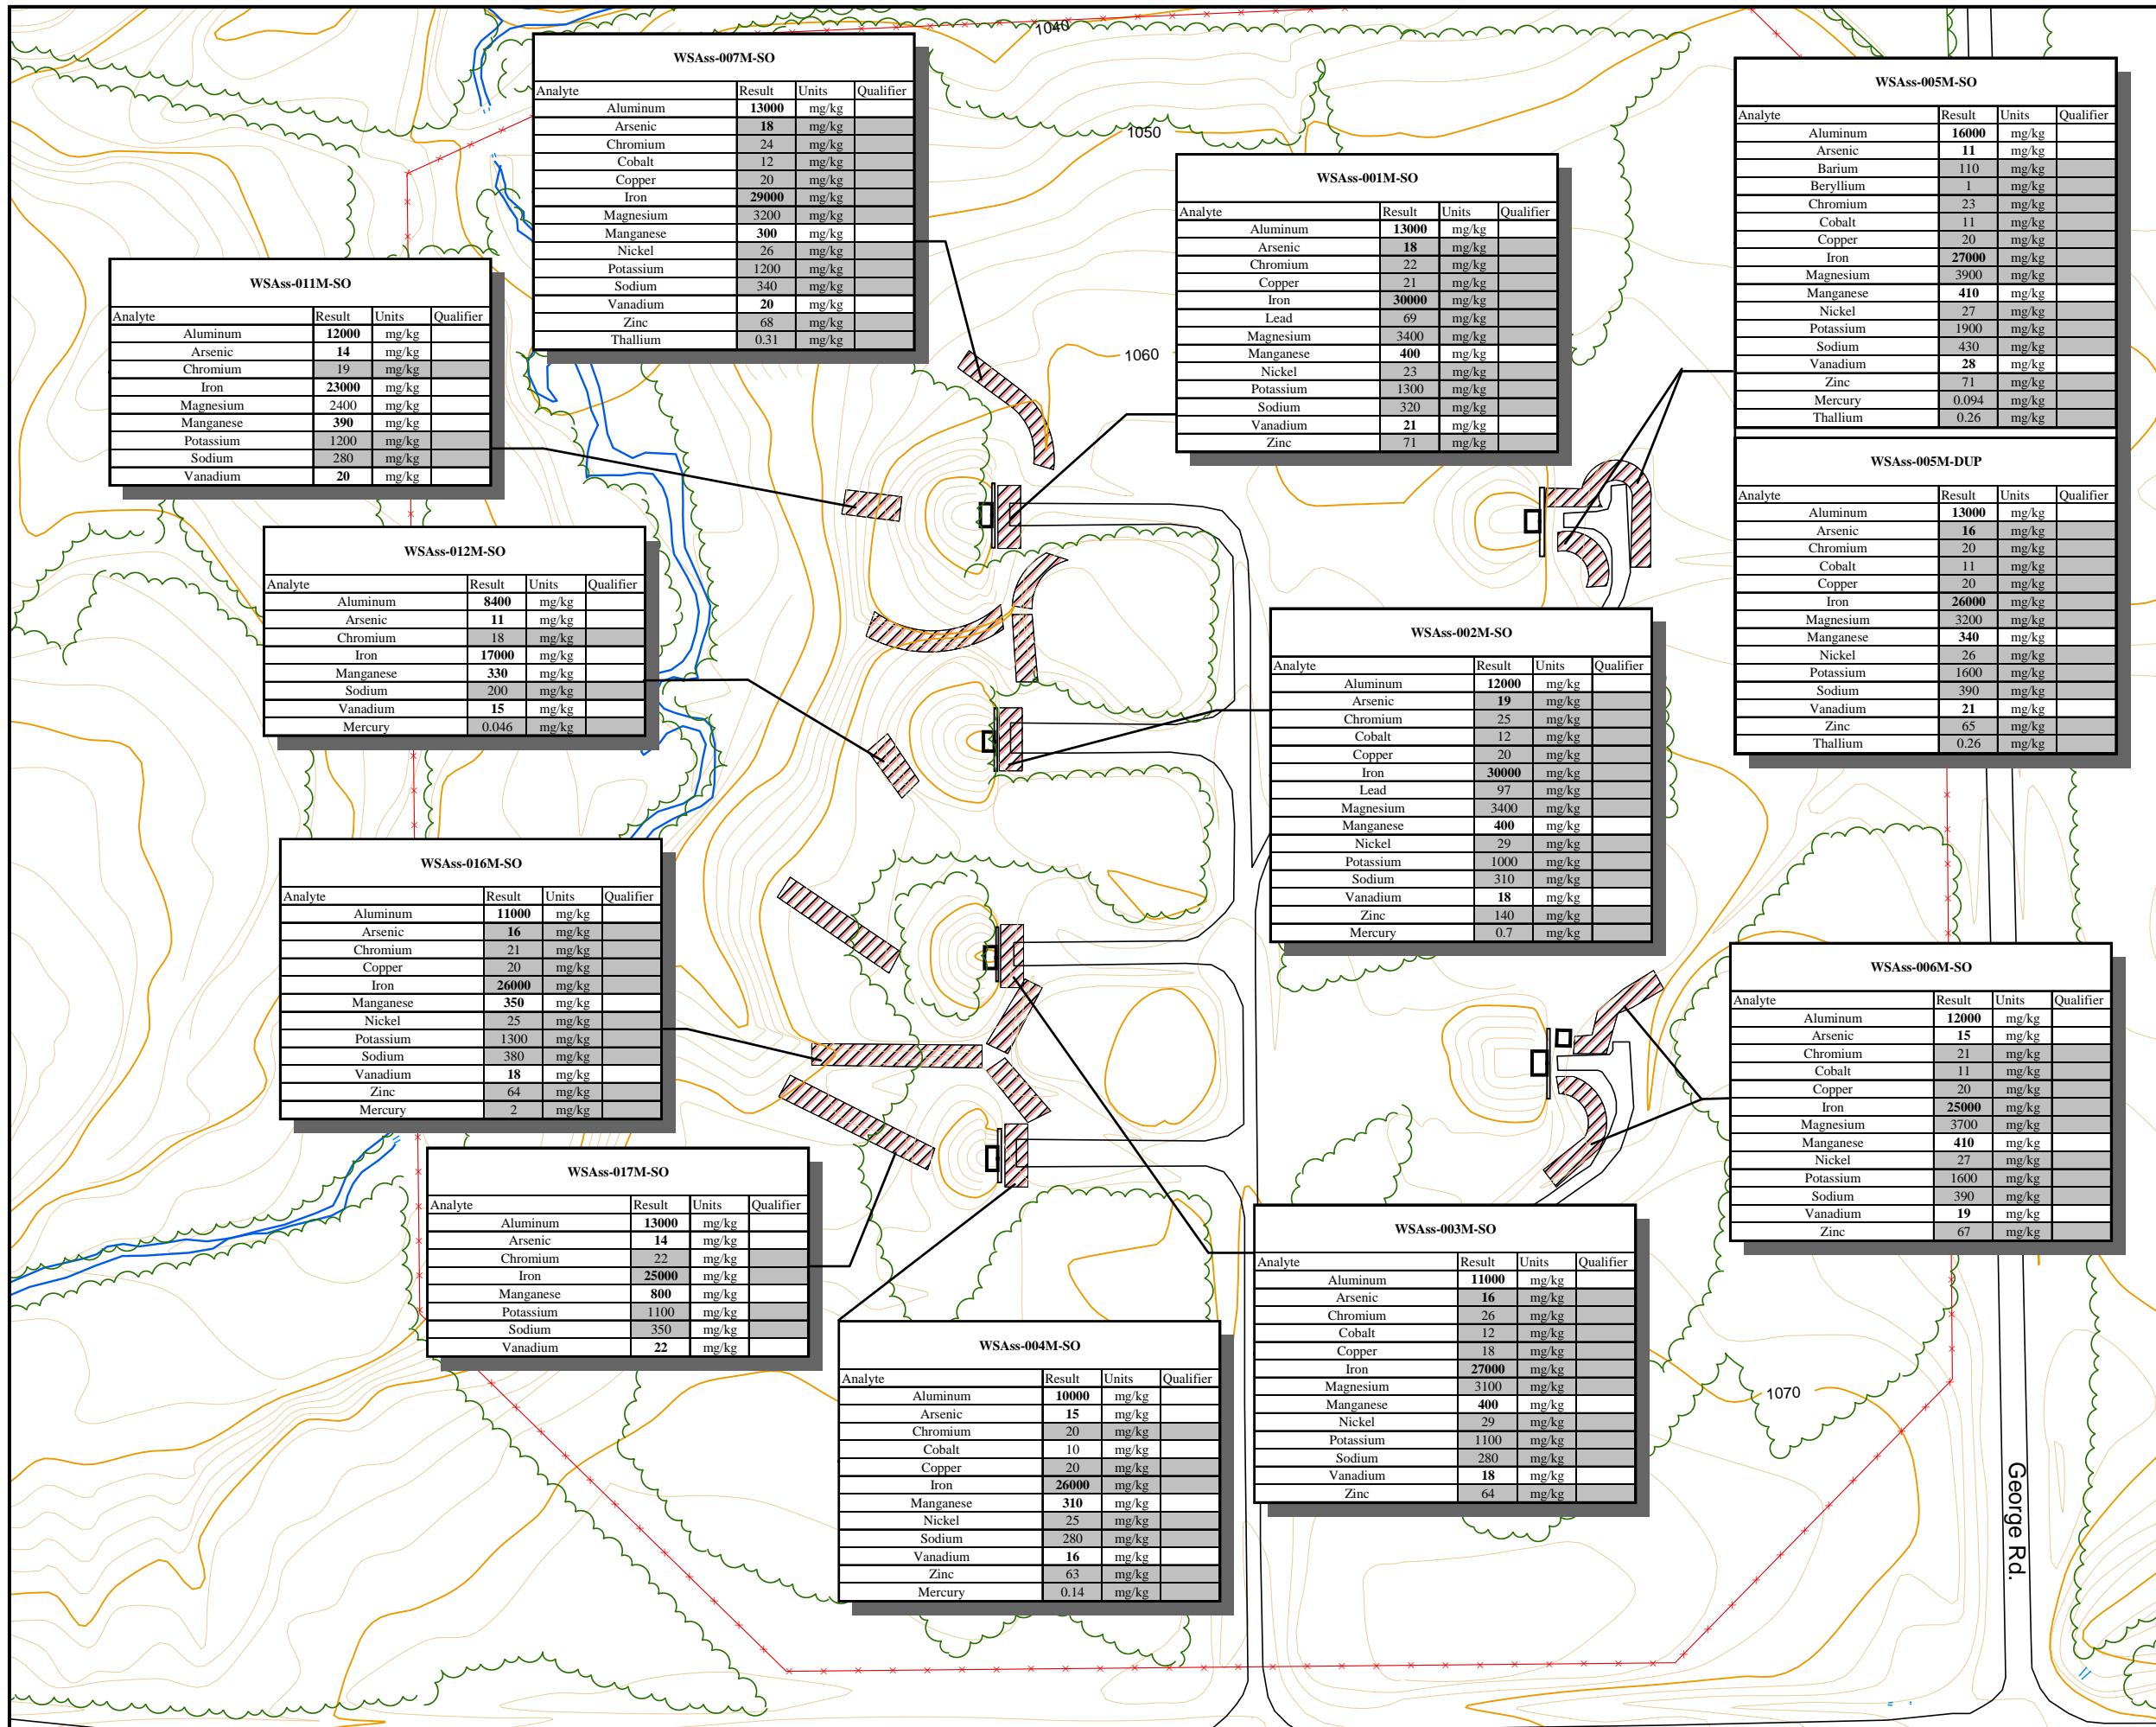 1040
1050
1060
1070
George Rd.
WSAss-007M-SO
Analyte Result Units Qualifier
Aluminum 13000 mg/kg
Arsenic 18 mg/kg
Chromium 24 mg/kg
Cobalt 12 mg/kg
Copper 20 mg/kg
Iron 29000 mg/kg
Magnesium 3200 mg/kg
Manganese 300 mg/kg
Nickel 26 mg/kg
Potassium 1200 mg/kg
Sodium 340 mg/kg
Vanadium 20 mg/kg
Zinc 68 mg/kg
Thallium 0.31 mg/kg
WSAss-001M-SO
Analyte Result Units Qualifier
Aluminum 13000 mg/kg
Arsenic 18 mg/kg
Chromium 22 mg/kg
Copper 21 mg/kg
Iron 30000 mg/kg
Lead 69 mg/kg
Magnesium 3400 mg/kg
Manganese 400 mg/kg
Nickel 23 mg/kg
Potassium 1300 mg/kg
Sodium 320 mg/kg
Vanadium 21 mg/kg
Zinc 71 mg/kg
WSAss-005M-SO
Analyte Result Units Qualifier
Aluminum 16000 mg/kg
Arsenic 11 mg/kg
Barium 110 mg/kg
Beryllium 1 mg/kg
Chromium 23 mg/kg
Cobalt 11 mg/kg
Copper 20 mg/kg
Iron 27000 mg/kg
Magnesium 3900 mg/kg
Manganese 410 mg/kg
Nickel 27 mg/kg
Potassium 1900 mg/kg
Sodium 430 mg/kg
Vanadium 28 mg/kg
Zinc 71 mg/kg
Mercury 0.094 mg/kg
Thallium 0.26 mg/kg
WSAss-005M-DUP
Analyte Result Units Qualifier
Aluminum 13000 mg/kg
Arsenic 16 mg/kg
Chromium 20 mg/kg
Cobalt 11 mg/kg
Copper 20 mg/kg
Iron 26000 mg/kg
Magnesium 3200 mg/kg
Manganese 340 mg/kg
Nickel 26 mg/kg
Potassium 1600 mg/kg
Sodium 390 mg/kg
Vanadium 21 mg/kg
Zinc 65 mg/kg
Thallium 0.26 mg/kg
WSAss-011M-SO
Analyte Result Units Qualifier
Aluminum 12000 mg/kg
Arsenic 14 mg/kg
Chromium 19 mg/kg
Iron 23000 mg/kg
Magnesium 2400 mg/kg
Manganese 390 mg/kg
Potassium 1200 mg/kg
Sodium 280 mg/kg
Vanadium 20 mg/kg
WSAss-012M-SO
Analyte Result Units Qualifier
Aluminum 8400 mg/kg
Arsenic 11 mg/kg
Chromium 18 mg/kg
Iron 17000 mg/kg
Manganese 330 mg/kg
Sodium 200 mg/kg
Vanadium 15 mg/kg
Mercury 0.046 mg/kg
WSAss-002M-SO
Analyte Result Units Qualifier
Aluminum 12000 mg/kg
Arsenic 19 mg/kg
Chromium 25 mg/kg
Cobalt 12 mg/kg
Copper 20 mg/kg
Iron 30000 mg/kg
Lead 97 mg/kg
Magnesium 3400 mg/kg
Manganese 400 mg/kg
Nickel 29 mg/kg
Potassium 1000 mg/kg
Sodium 310 mg/kg
Vanadium 18 mg/kg
Zinc 140 mg/kg
Mercury 0.7 mg/kg
WSAss-016M-SO
Analyte Result Units Qualifier
Aluminum 11000 mg/kg
Arsenic 16 mg/kg
Chromium 21 mg/kg
Copper 20 mg/kg
Iron 26000 mg/kg
Manganese 350 mg/kg
Nickel 25 mg/kg
Potassium 1300 mg/kg
Sodium 380 mg/kg
Vanadium 18 mg/kg
Zinc 64 mg/kg
Mercury 2 mg/kg
WSAss-006M-SO
Analyte Result Units Qualifier
Aluminum 12000 mg/kg
Arsenic 15 mg/kg
Chromium 21 mg/kg
Cobalt 11 mg/kg
Copper 20 mg/kg
Iron 25000 mg/kg
Magnesium 3700 mg/kg
Manganese 410 mg/kg
Nickel 27 mg/kg
Potassium 1600 mg/kg
Sodium 390 mg/kg
Vanadium 19 mg/kg
Zinc 67 mg/kg
WSAss-017M-SO
Analyte Result Units Qualifier
Aluminum 13000 mg/kg
Arsenic 14 mg/kg
Chromium 22 mg/kg
Iron 25000 mg/kg
Manganese 800 mg/kg
Potassium 1100 mg/kg
Sodium 350 mg/kg
Vanadium 22 mg/kg
WSAss-003M-SO
Analyte Result Units Qualifier
Aluminum 11000 mg/kg
Arsenic 16 mg/kg
Chromium 26 mg/kg
Cobalt 12 mg/kg
Copper 18 mg/kg
Iron 27000 mg/kg
Magnesium 3100 mg/kg
Manganese 400 mg/kg
Nickel 29 mg/kg
Potassium 1100 mg/kg
Sodium 280 mg/kg
Vanadium 18 mg/kg
Zinc 64 mg/kg
WSAss-004M-SO
Analyte Result Units Qualifier
Aluminum 10000 mg/kg
Arsenic 15 mg/kg
Chromium 20 mg/kg
Cobalt 10 mg/kg
Copper 20 mg/kg
Iron 26000 mg/kg
Manganese 310 mg/kg
Nickel 25 mg/kg
Sodium 280 mg/kg
Vanadium 16 mg/kg
Zinc 63 mg/kg
Mercury 0.14 mg/kg